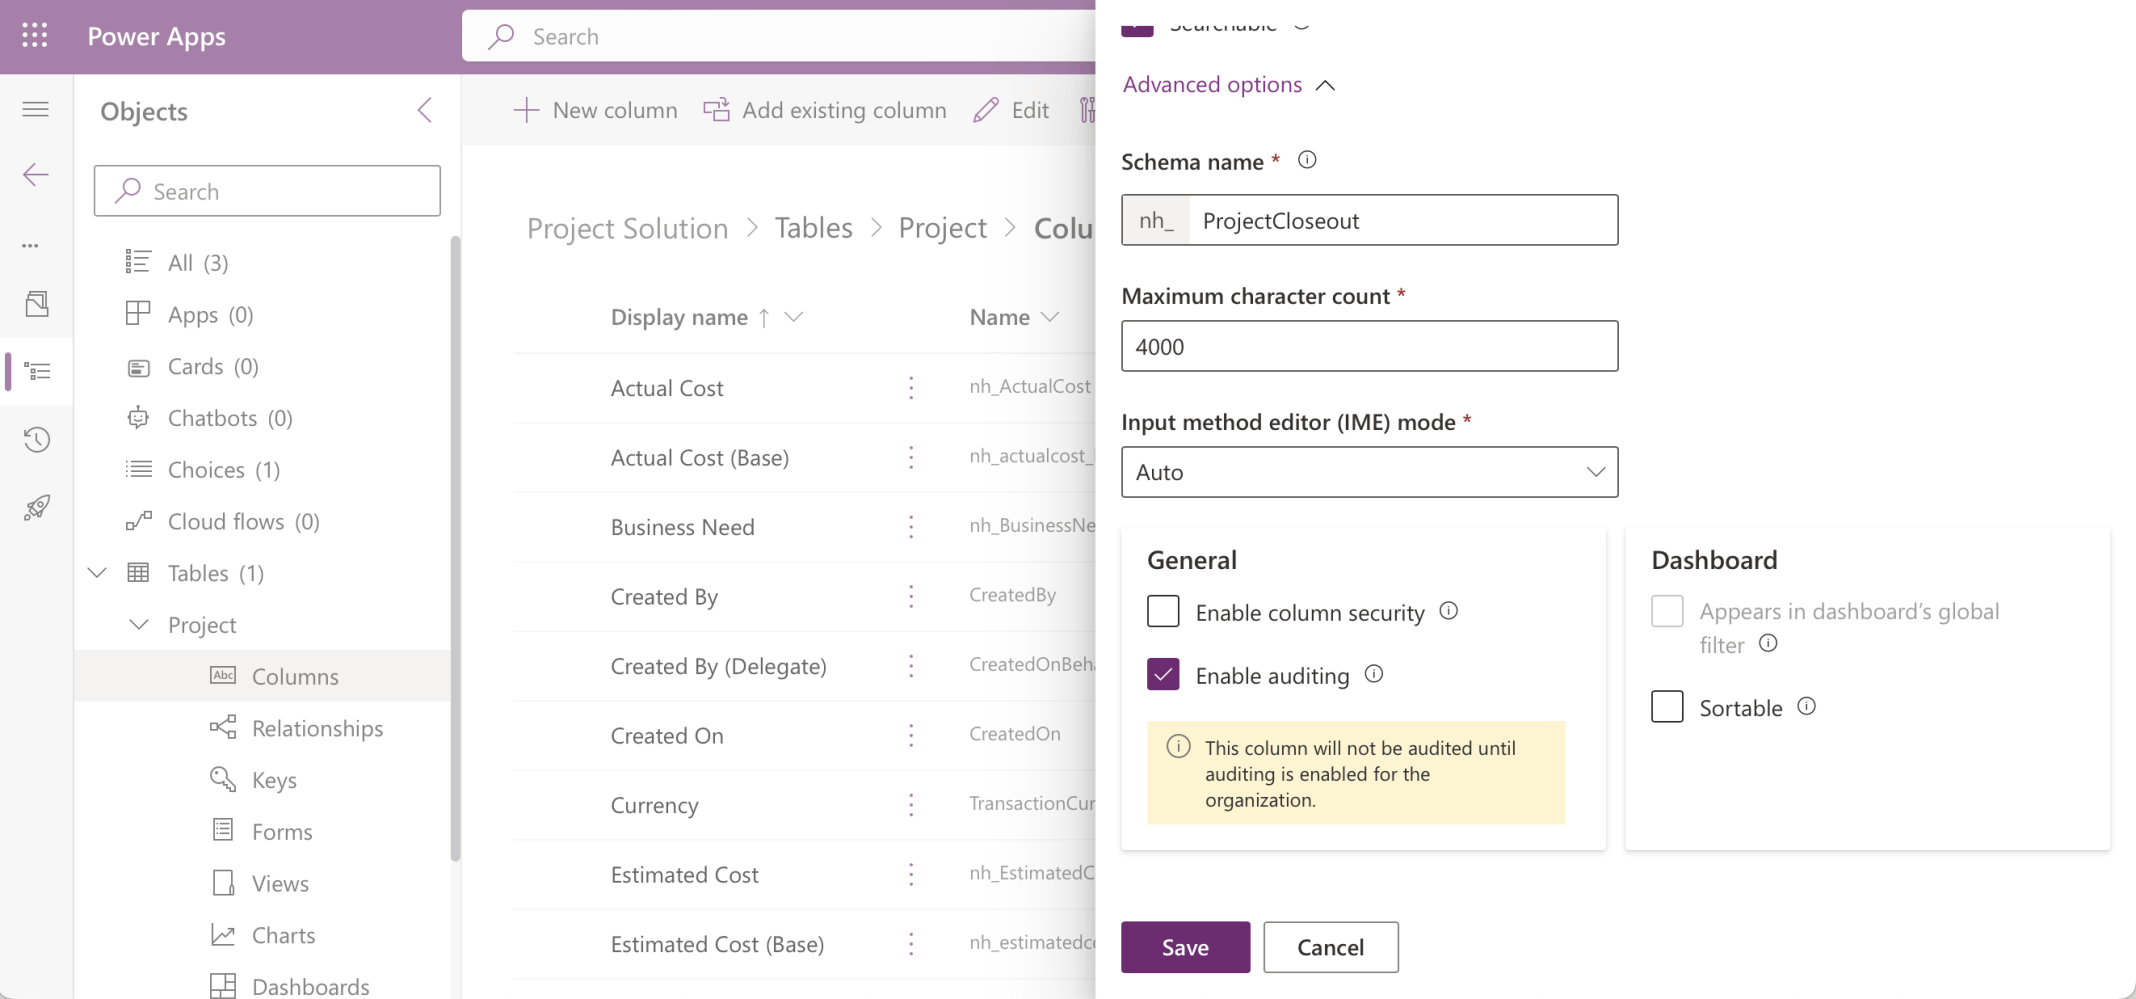 Power Apps
Search
Objects
Search
All (3)
Apps (0)
Cards (0)
Chatbots (0)
Choices (1)
Cloud flows (0)
Tables (1)
Project
Abc Columns
Relationships
Keys
Forms
Views
Charts
Dashboards
New column Add existing column Edit
Project Solution > Tables > Project > Colu
Display name ↑ Name
Actual Cost nh_ActualCost
Actual Cost (Base) nh_actualcost_
Business Need nh_BusinessNe
Created By CreatedBy
Created By (Delegate) CreatedOnBeha
Created On CreatedOn
Currency TransactionCur
Estimated Cost nh_EstimatedC
Estimated Cost (Base) nh_estimatedco
Searchable
Advanced options
Schema name *
nh_ ProjectCloseout
Maximum character count *
4000
Input method editor (IME) mode *
Auto
General
Enable column security
Enable auditing
This column will not be audited until
auditing is enabled for the
organization.
Dashboard
Appears in dashboard's global
filter
Sortable
Save Cancel